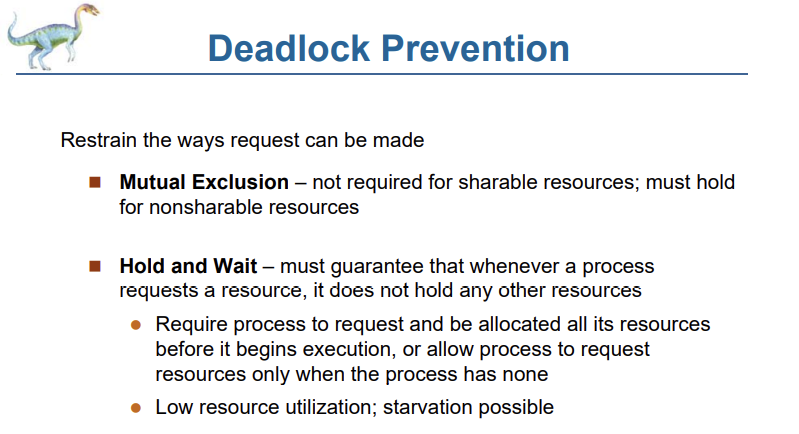 Deadlock Prevention
Restrain the ways request can be made
Mutual Exclusion – not required for sharable resources; must hold
for nonsharable resources
Hold and Wait – must guarantee that whenever a process
requests a resource, it does not hold any other resources
Require process to request and be allocated all its resources
before it begins execution, or allow process to request
resources only when the process has none
Low resource utilization; starvation possible